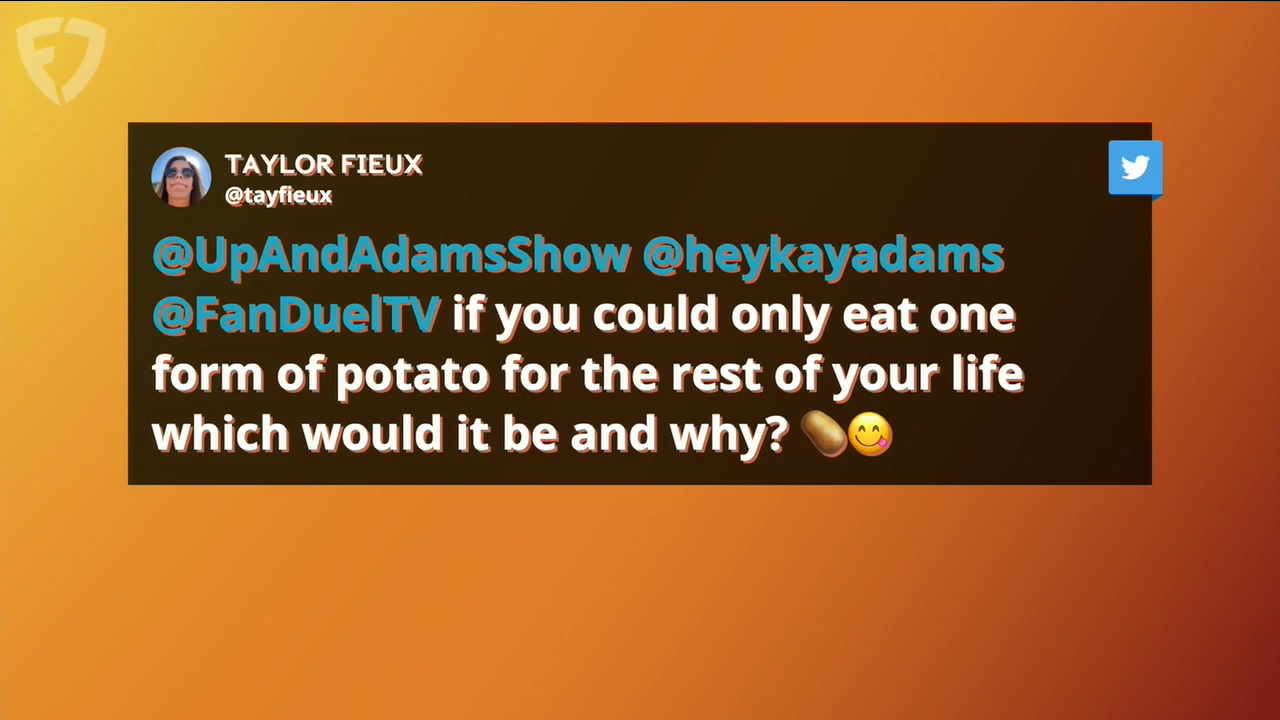 TAYLOR FIEUX
@tayfieux
@UpAndAdamsShow @heykayadams
@FanDuelTV if you could only eat one
form of potato for the rest of your life
which would it be and why? 🥔😋